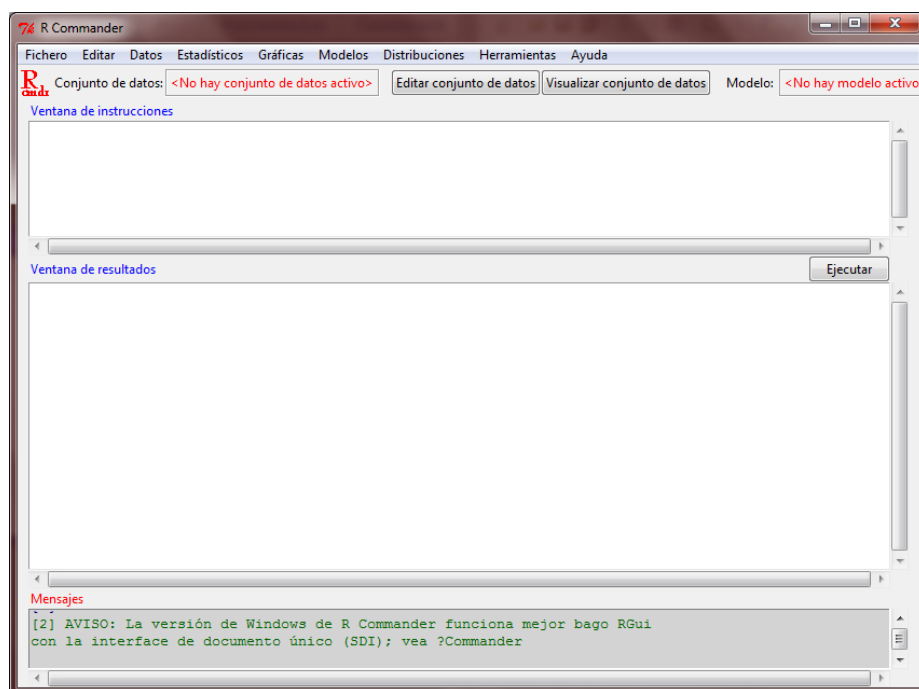 R Commander
Fichero Editar Datos Estadísticos Gráficas Modelos Distribuciones Herramientas Ayuda
R cmdr Conjunto de datos: <No hay conjunto de datos activo> Editar conjunto de datos Visualizar conjunto de datos Modelo: <No hay modelo activo
Ventana de instrucciones
Ventana de resultados Ejecutar
Mensajes
[2] AVISO: La versión de Windows de R Commander funciona mejor bago RGui
con la interface de documento único (SDI); vea ?Commander